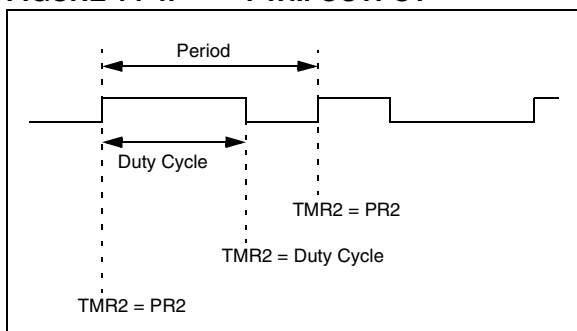 Period
Duty Cycle
TMR2 = PR2
TMR2 = Duty Cycle
TMR2 = PR2